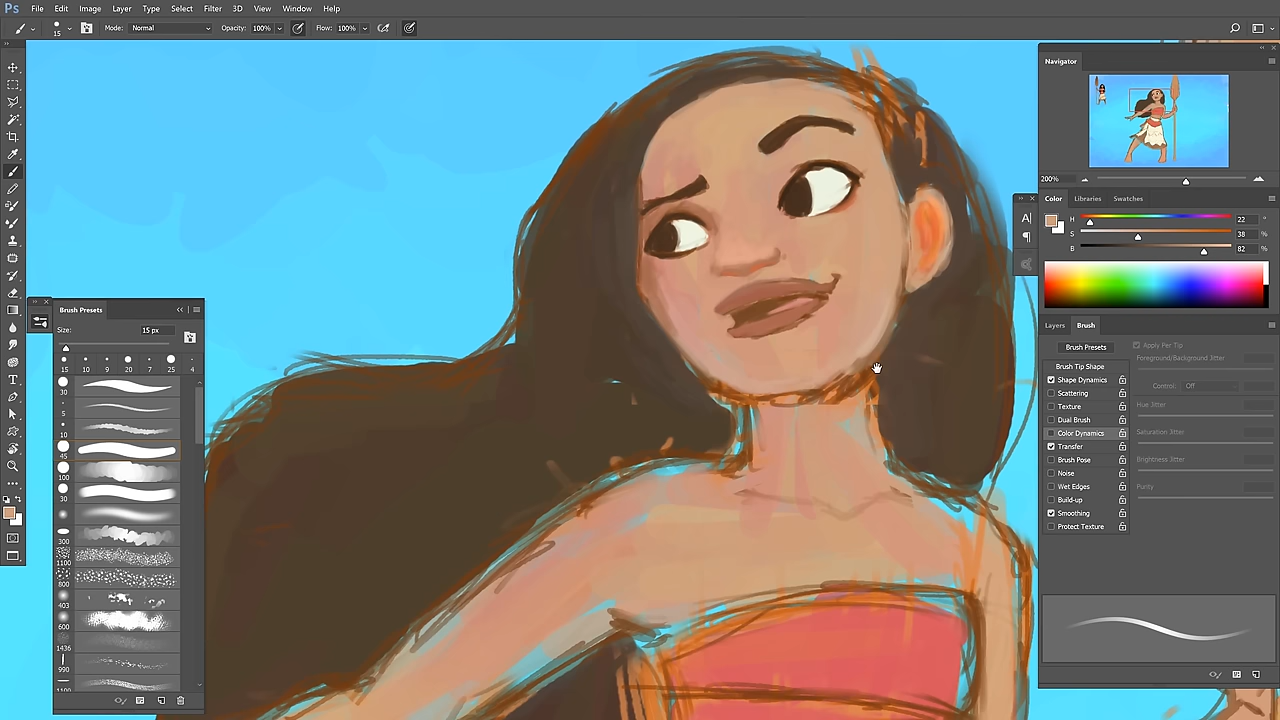 Ps File Edit Image Layer Type Select Filter 3D View Window Help
15 Mode: Normal Opacity: 100% Flow: 100%
Navigator
200%
Color Libraries Swatches
H 22 °
S 38 %
B 82 %
A|
¶
Brush Presets
Size: 15 px
15 10 9 20 7 25 4
30
5
10
45
100
30
300
1100
800
403
600
1436
990
1100
Layers Brush
Brush Presets
Brush Tip Shape
Shape Dynamics
Scattering
Texture
Dual Brush
Color Dynamics
Transfer
Brush Pose
Noise
Wet Edges
Build-up
Smoothing
Protect Texture
Apply Per Tip
Foreground/Background Jitter
Control: Off
Hue Jitter
Saturation Jitter
Brightness Jitter
Purity